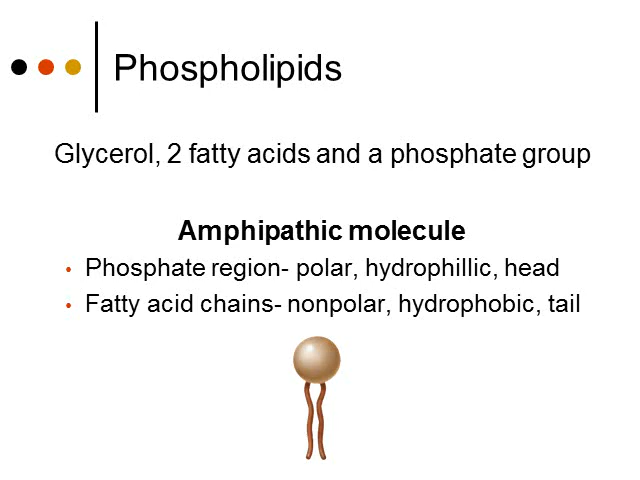 Phospholipids
Glycerol, 2 fatty acids and a phosphate group
Amphipathic molecule
• Phosphate region- polar, hydrophillic, head
• Fatty acid chains- nonpolar, hydrophobic, tail